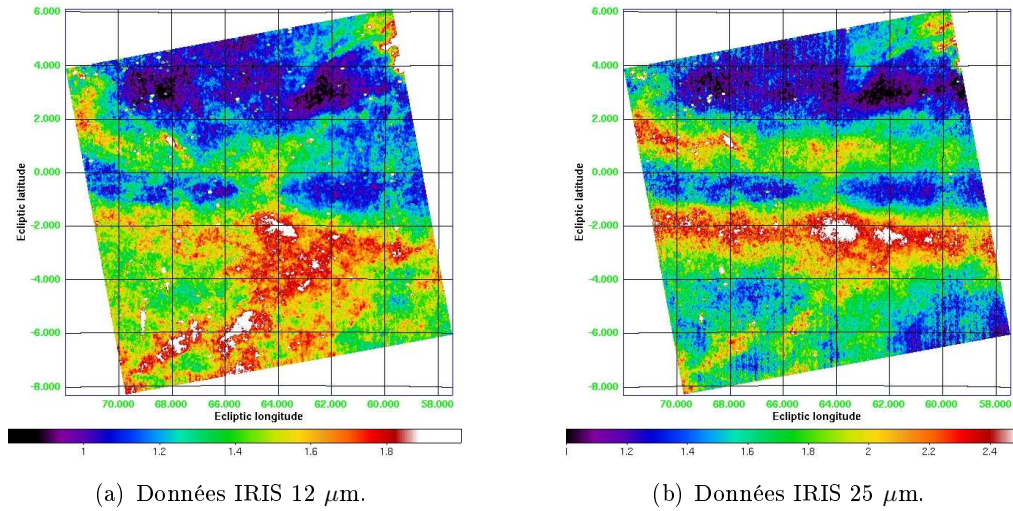 6.000
4.000
2.000
0.000
-2.000
-4.000
-6.000
-8.000
Ecliptic latitude
70.000 68.000 66.000 64.000 62.000 60.000 58.000
Ecliptic longitude
1 1.2 1.4 1.6 1.8
(a) Données IRIS 12 μm.
6.000
4.000
2.000
0.000
-2.000
-4.000
-6.000
-8.000
Ecliptic latitude
70.000 68.000 66.000 64.000 62.000 60.000 58.000
Ecliptic longitude
1 1.2 1.4 1.6 1.8 2 2.2 2.4
(b) Données IRIS 25 μm.